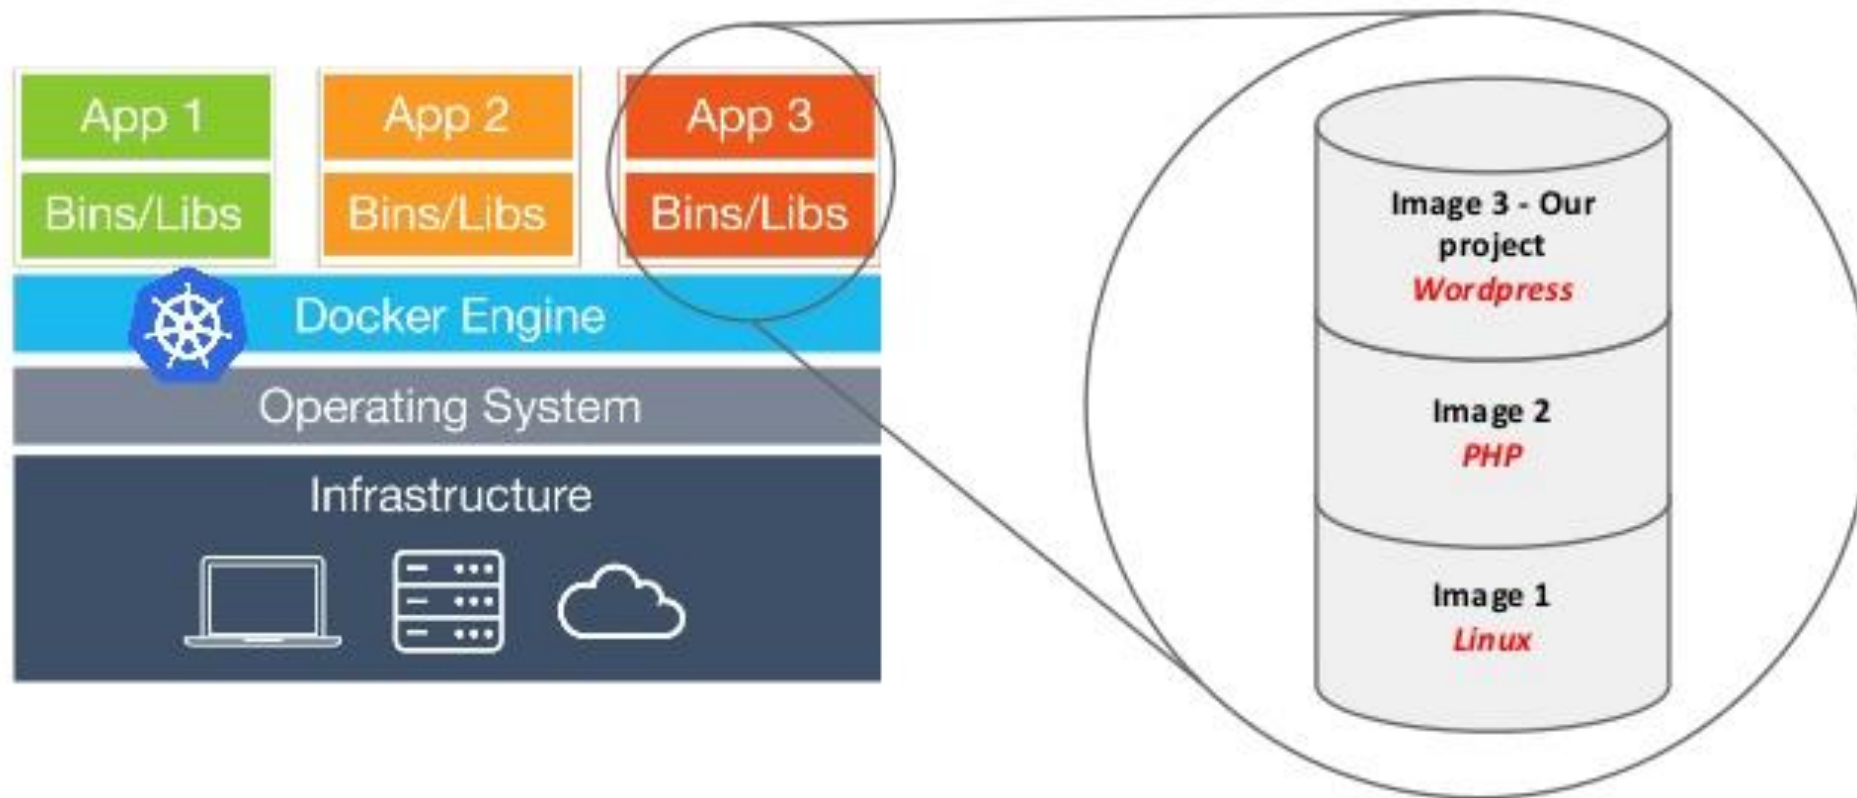 App 1
App 2
App 3
Bins/Libs
Bins/Libs
Bins/Libs
Docker Engine
Operating System
Infrastructure
Image 3 - Our
project
Wordpress
Image 2
PHP
Image 1
Linux